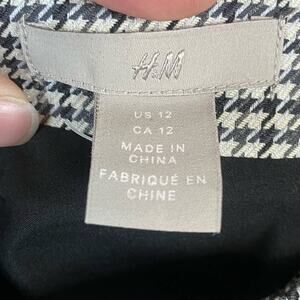 H&M
US 12
CA 12
MADE IN
CHINA
FABRIQUÉ EN
CHINE